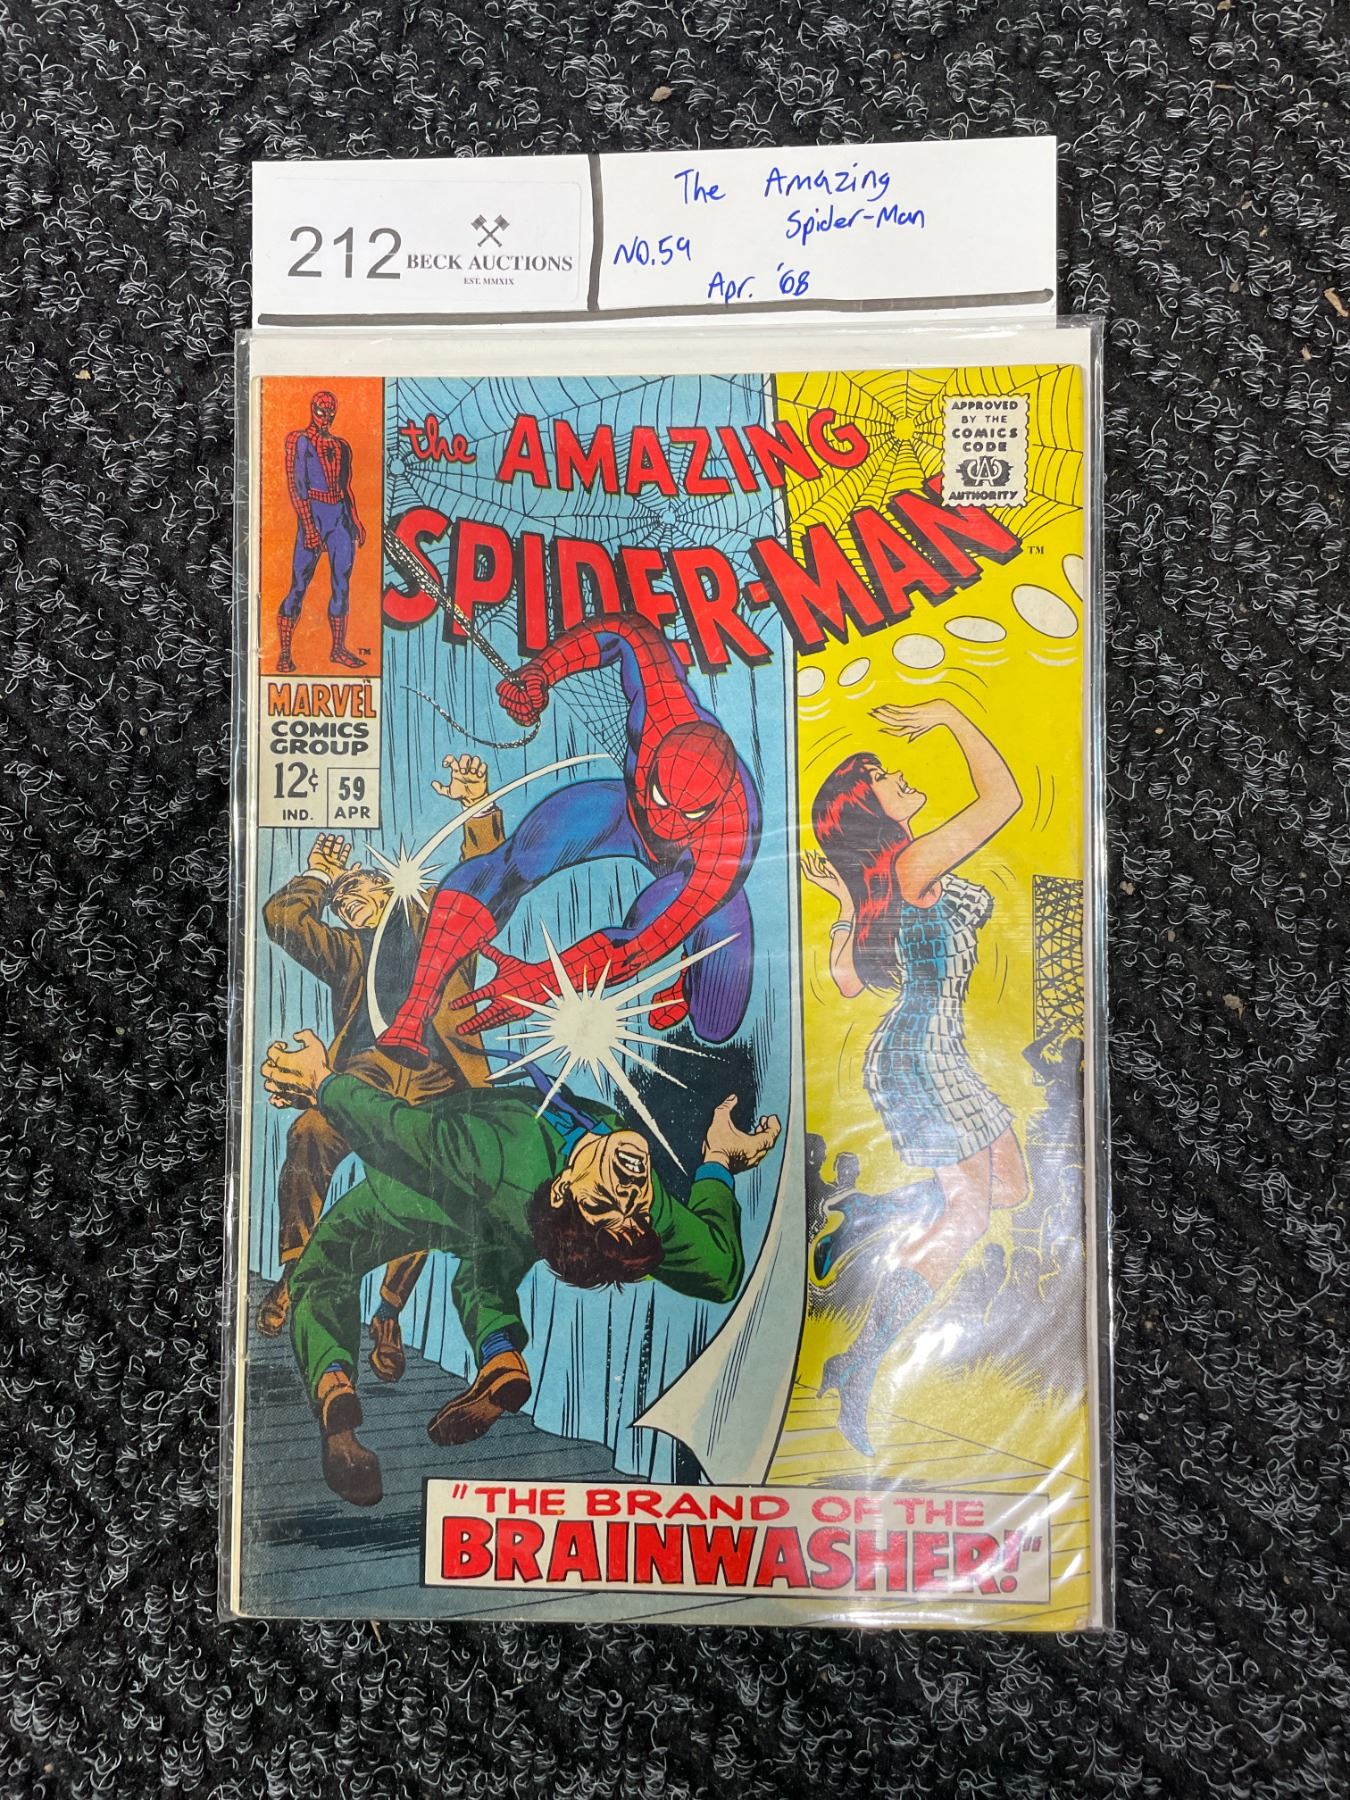 212
BECK AUCTIONS
EST. MMXIX
The Amazing
Spider-Man
NO.59
Apr. '68
the AMAZING
SPIDER-MAN
TM
APPROVED
BY THE
COMICS
CODE
CA
AUTHORITY
TM
MARVEL
COMICS
GROUP
12¢
IND.
59
APR
"THE BRAND OF THE
BRAINWASHER!"